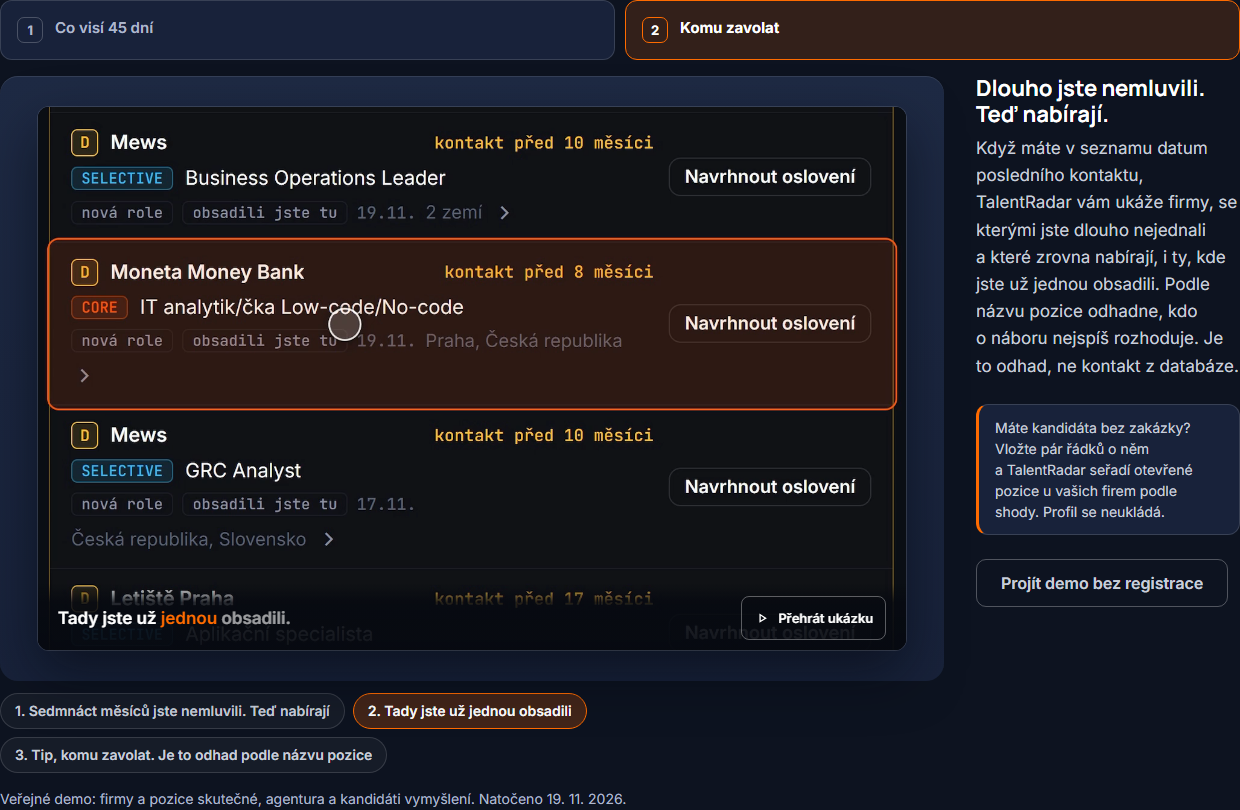 1 Co visí 45 dní
2 Komu zavolat
D Mews kontakt před 10 měsíci
SELECTIVE Business Operations Leader
Navrhnout oslovení
nová role obsadili jste tu 19.11. 2 zemí
D Moneta Money Bank kontakt před 8 měsíci
CORE IT analytik/čka Low-code/No-code
Navrhnout oslovení
nová role obsadili jste tu 19.11. Praha, Česká republika
D Mews kontakt před 10 měsíci
SELECTIVE GRC Analyst
Navrhnout oslovení
nová role obsadili jste tu 17.11.
Česká republika, Slovensko
D Letiště Praha kontakt před 17 měsíci
Tady jste už jednou obsadili.
Přehrát ukázku
SELECTIVE Aplikační specialista
Navrhnout oslovení
Dlouho jste nemluvili.
Teď nabírají.
Když máte v seznamu datum
posledního kontaktu,
TalentRadar vám ukáže firmy, se
kterými jste dlouho nejednali
a které zrovna nabírají, i ty, kde
jste už jednou obsadili. Podle
názvu pozice odhadne, kdo
o náboru nejspíš rozhoduje. Je
to odhad, ne kontakt z databáze.
Máte kandidáta bez zakázky?
Vložte pár řádků o něm
a TalentRadar seřadí otevřené
pozice u vašich firem podle
shody. Profil se neukládá.
Projít demo bez registrace
1. Sedmnáct měsíců jste nemluvili. Teď nabírají
2. Tady jste už jednou obsadili
3. Tip, komu zavolat. Je to odhad podle názvu pozice
Veřejné demo: firmy a pozice skutečné, agentura a kandidáti vymyšlení. Natočeno 19. 11. 2026.